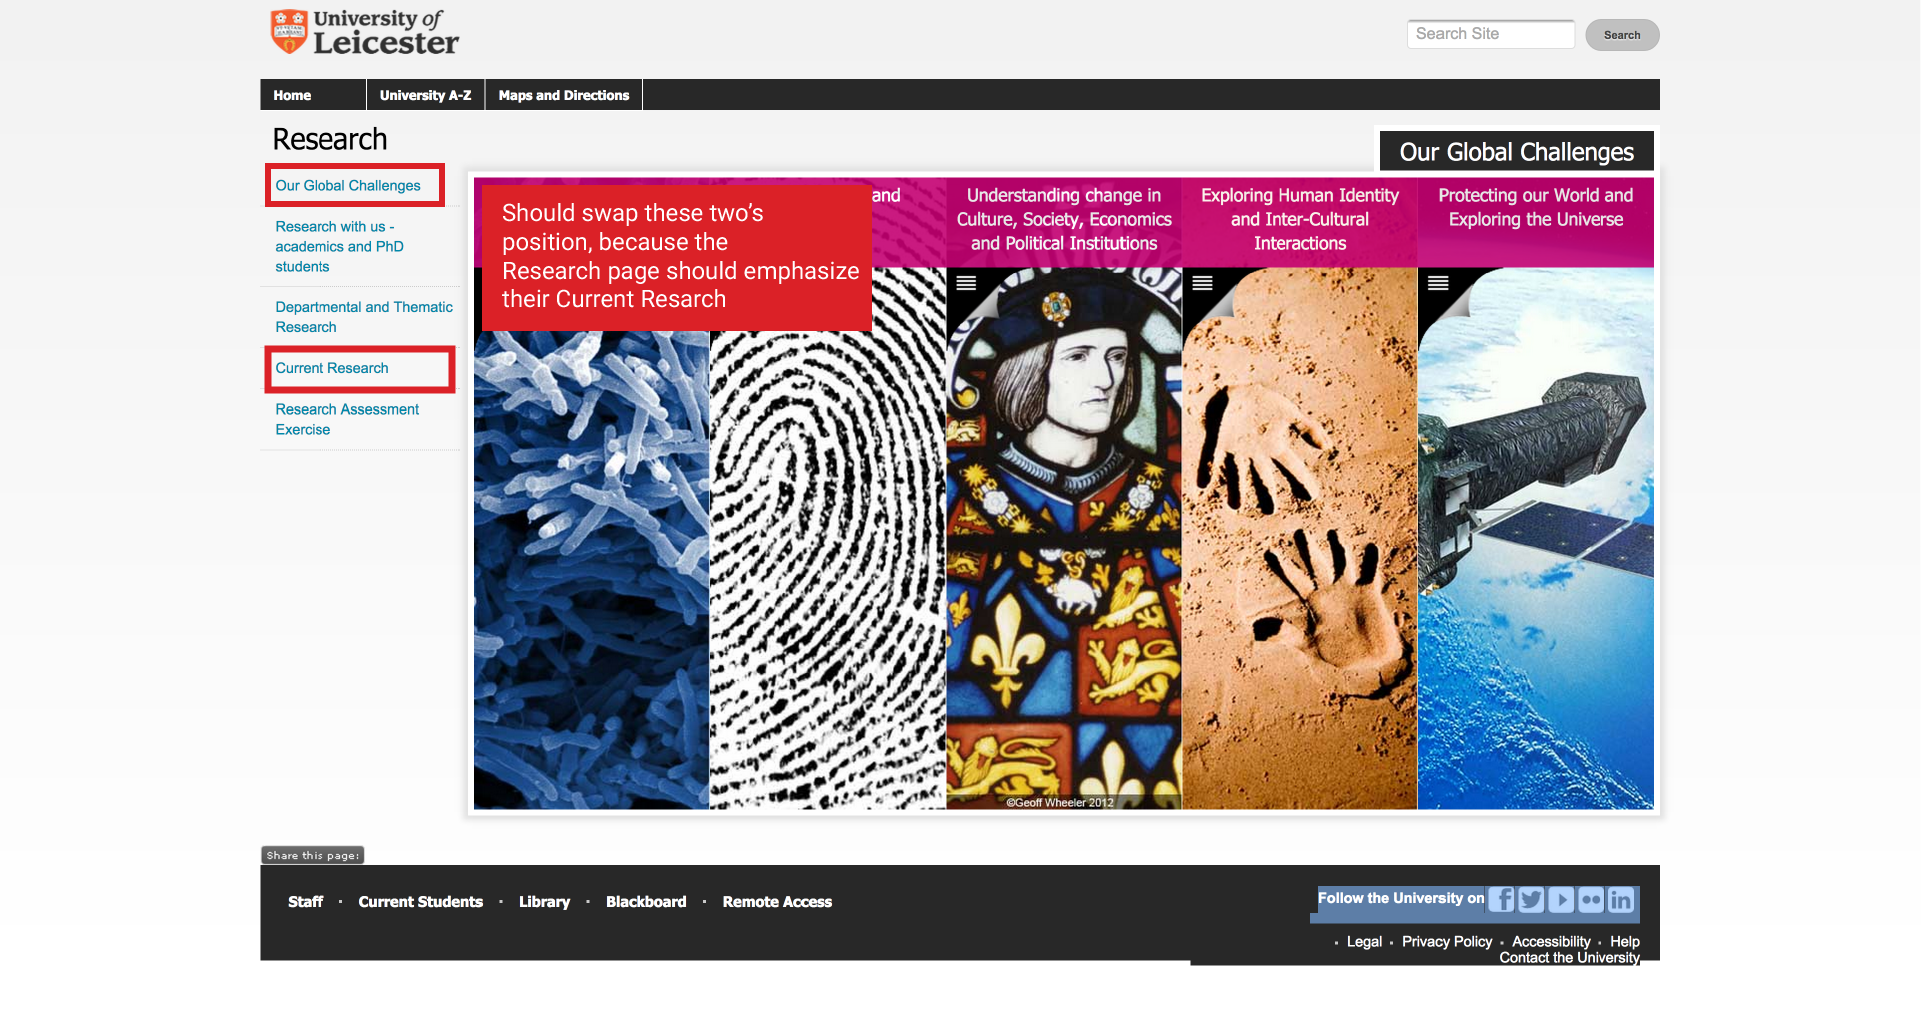 University of
Leicester
Search Site
Search
Home
University A-Z
Maps and Directions
Research
Our Global Challenges
Our Global Challenges
Research with us -
academics and PhD
students
Departmental and Thematic
Research
Current Research
Research Assessment
Exercise
Should swap these two’s
position, because the
Research page should emphasize
their Current Resarch
and
Understanding change in
Culture, Society, Economics
and Political Institutions
Exploring Human Identity
and Inter-Cultural
Interactions
Protecting our World and
Exploring the Universe
©Geoff Wheeler 2012
Share this page:
Staff · Current Students · Library · Blackboard · Remote Access
Follow the University on
· Legal · Privacy Policy · Accessibility · Help
Contact the University